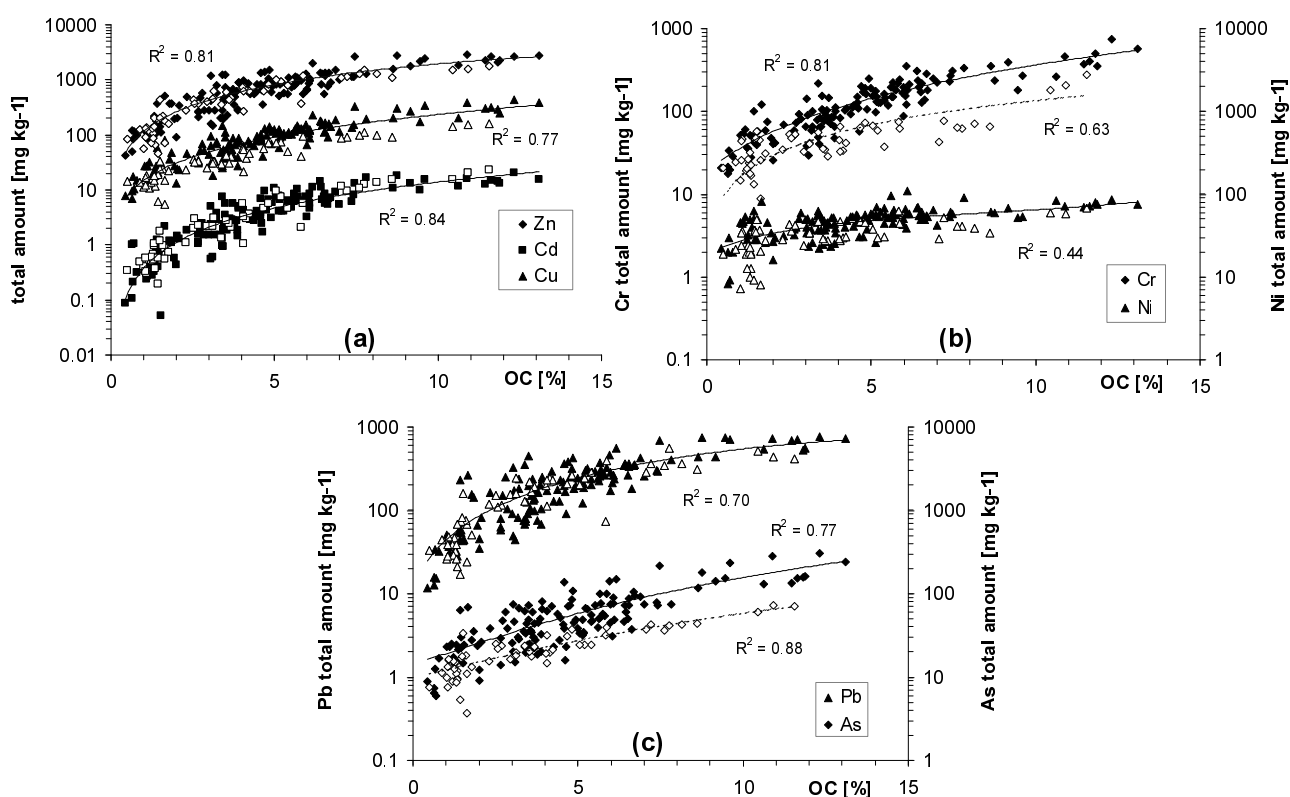 10000
1000
100
10
1
0.1
0.01
total amount [mg kg-1]
R² = 0.81
R² = 0.77
R² = 0.84
Zn
Cd
Cu
(a)
0 5 10 15
OC [%]
1000
100
10
1
0.1
Cr total amount [mg kg-1]
R² = 0.81
R² = 0.63
R² = 0.44
Cr
Ni
(b)
10000
1000
100
10
1
Ni total amount [mg kg-1]
0 5 10 15
OC [%]
1000
100
10
1
0.1
Pb total amount [mg kg-1]
R² = 0.70
R² = 0.77
R² = 0.88
Pb
As
(c)
10000
1000
100
10
1
As total amount [mg kg-1]
0 5 10 15
OC [%]